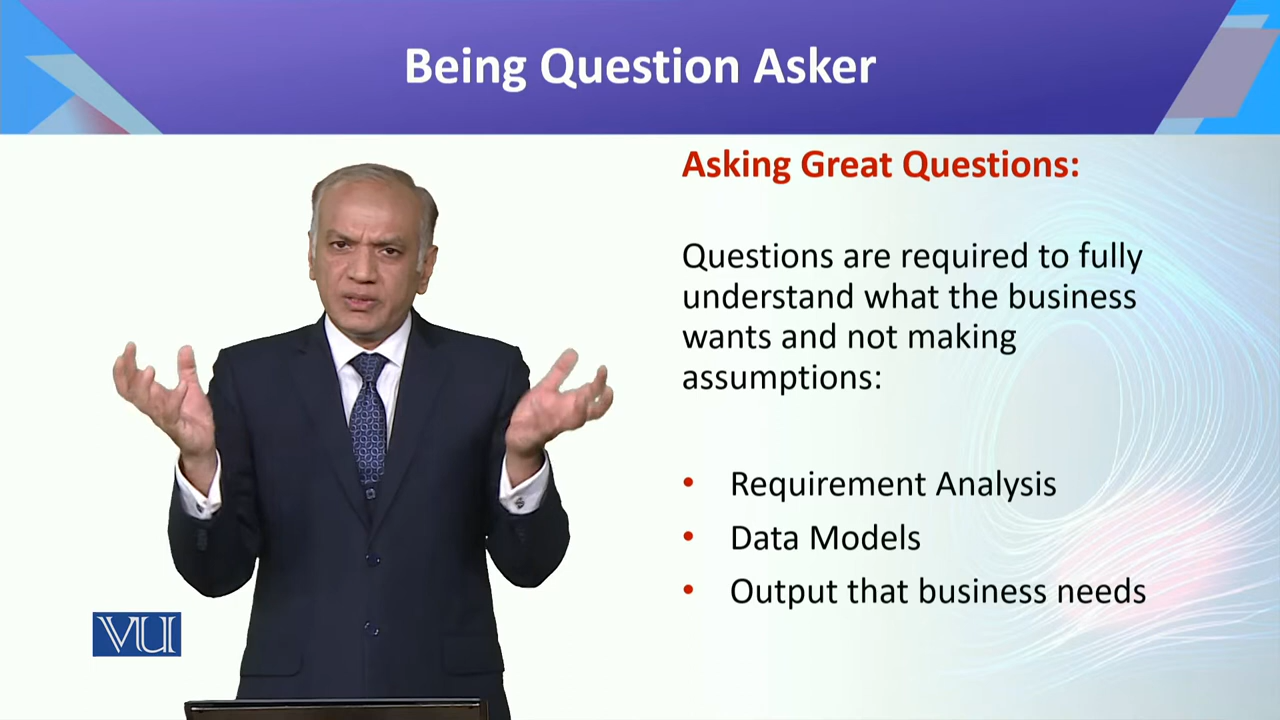 Being Question Asker
Asking Great Questions:
Questions are required to fully
understand what the business
wants and not making
assumptions:
• Requirement Analysis
• Data Models
• Output that business needs
VU